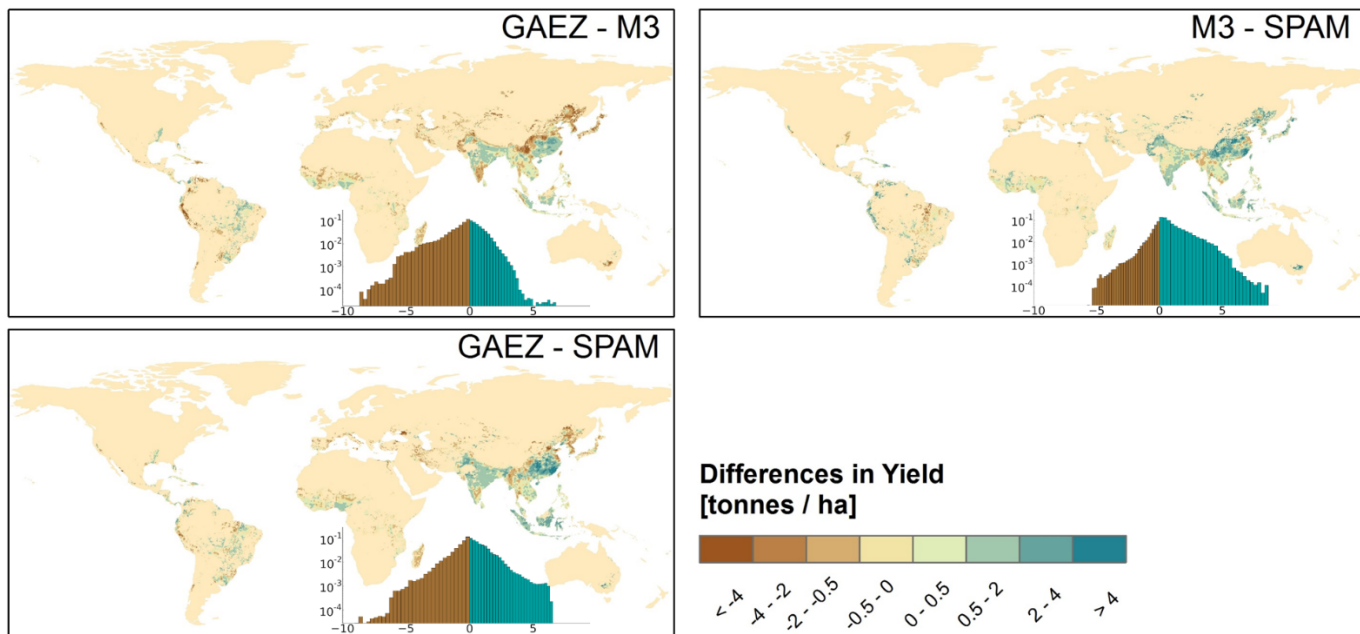 GAEZ - M3
10⁻¹
10⁻²
10⁻³
10⁻⁴
−10 −5 0 5
M3 - SPAM
10⁻¹
10⁻²
10⁻³
10⁻⁴
−10 −5 0 5
GAEZ - SPAM
10⁻¹
10⁻²
10⁻³
10⁻⁴
−10 −5 0 5
Differences in Yield
[tonnes / ha]
< -4 -4 - -2 -2 - -0.5 -0.5 - 0 0 - 0.5 0.5 - 2 2 - 4 > 4